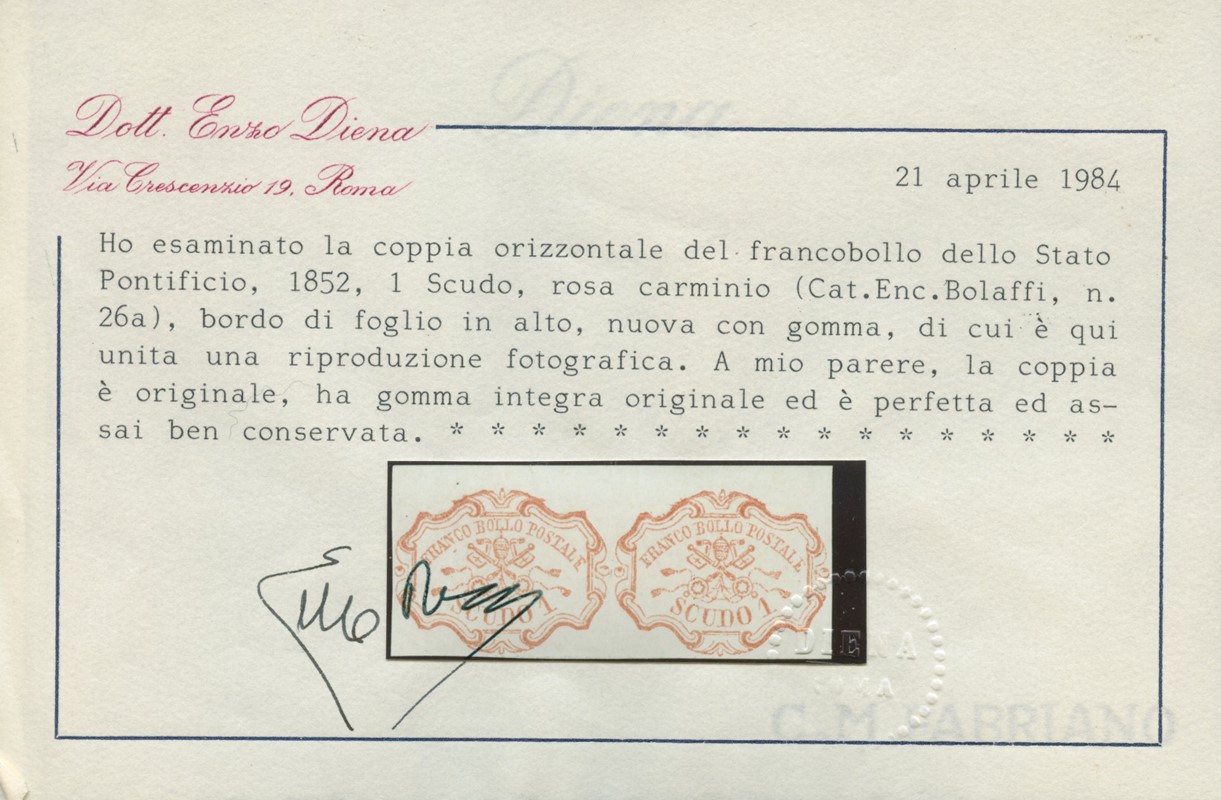 Diena
Dott. Enzo Diena
Via Crescenzio 19, Roma
21 aprile 1984
Ho esaminato la coppia orizzontale del francobollo dello Stato
Pontificio, 1852, 1 Scudo, rosa carminio (Cat.Enc.Bolaffi, n.
26a), bordo di foglio in alto, nuova con gomma, di cui è qui
unita una riproduzione fotografica. A mio parere, la coppia
è originale, ha gomma integra originale ed è perfetta ed as–
sai ben conservata. * * * * * * * * * * * * * * * * *
FRANCO BOLLO POSTALE
SCUDO 1
FRANCO BOLLO POSTALE
SCUDO 1
DIENA
ROMA
C.M. FABRIANO